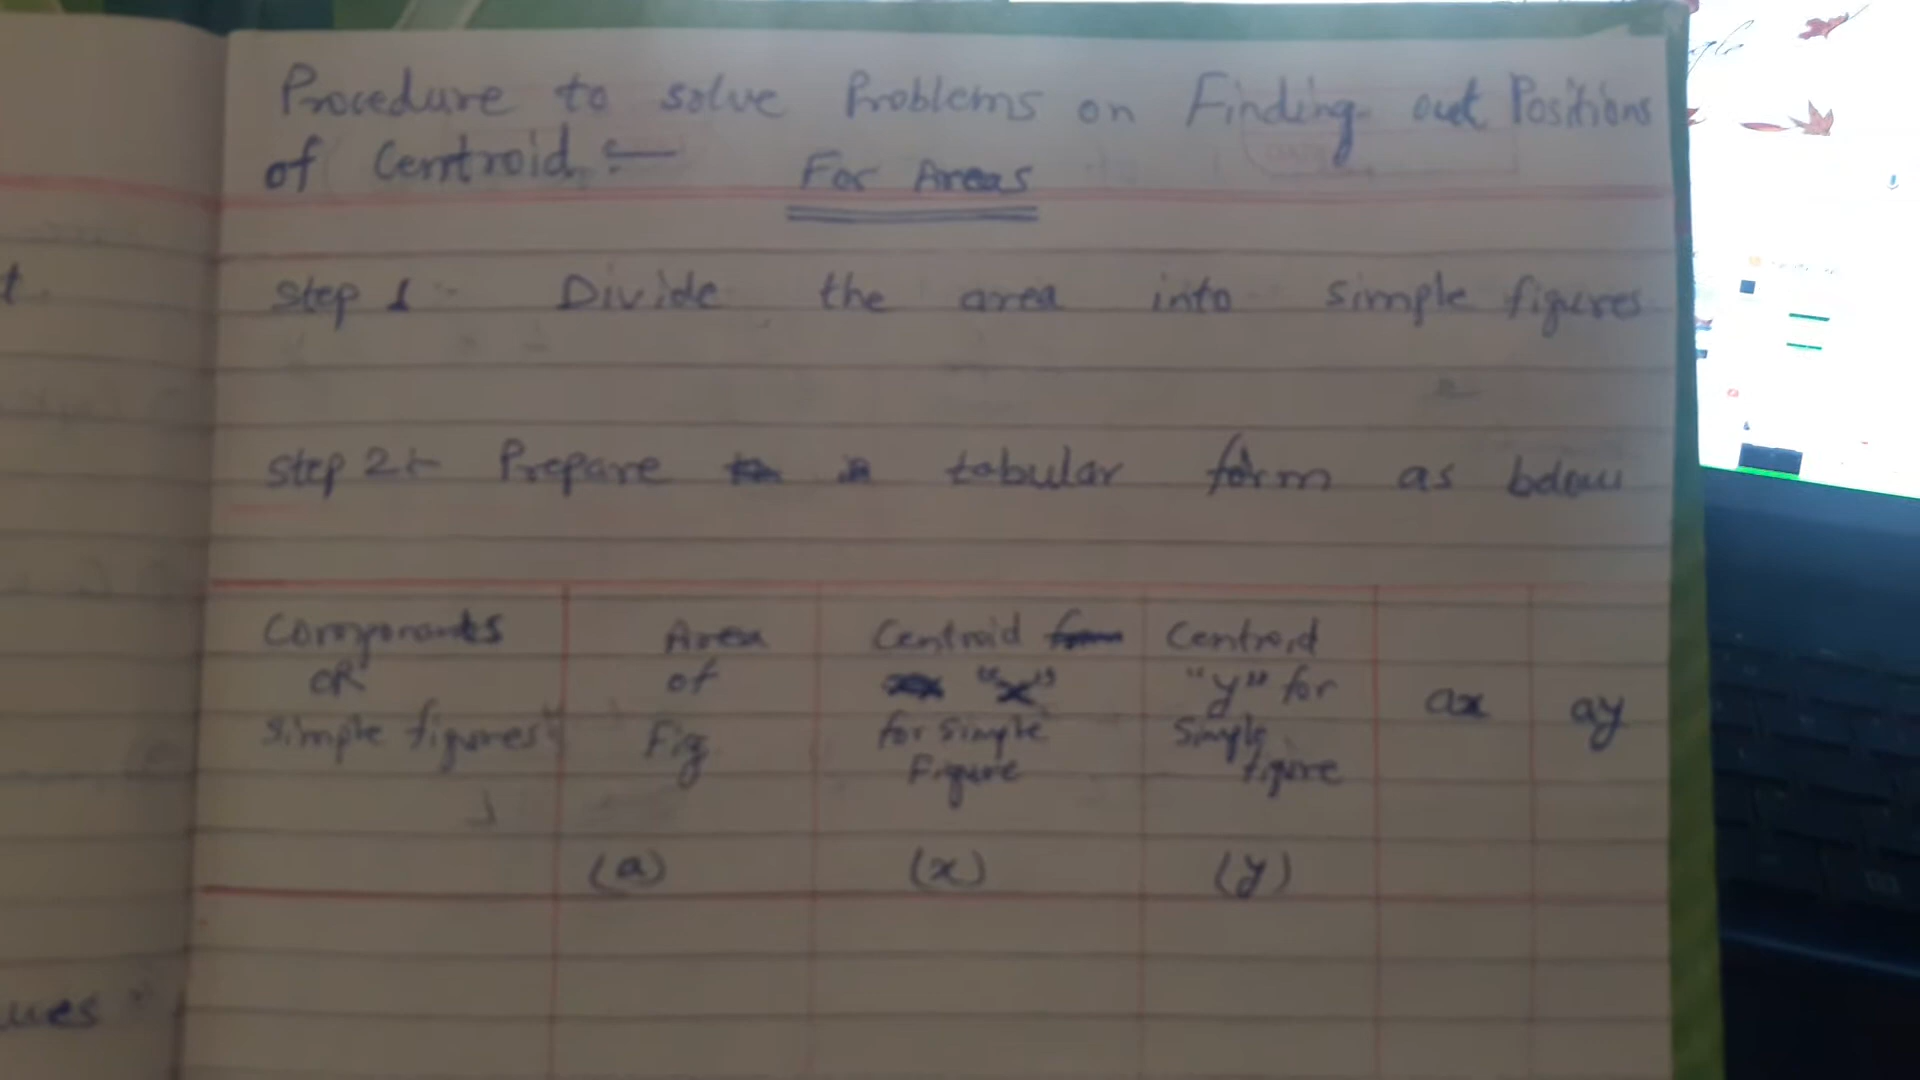 Procedure to solve Problems on Finding out Positions
of Centroid :-
For Areas
Step 1 :- Divide the area into simple figures
Step 2 :- Prepare tabular form as below
Components
OR
Simple figures"
Area
of
Fig
(a)
Centroid
"x"
for simple
Figure
(x)
Centroid
"y" for
Simple
figure
(y)
ax
ay
t
ues "
gle